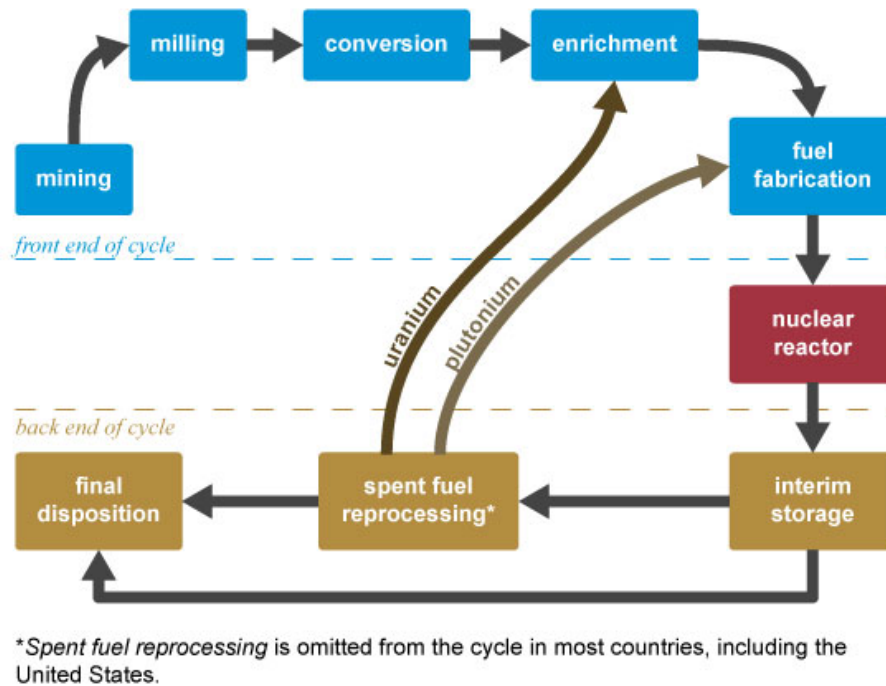 milling
conversion
enrichment
mining
fuel
fabrication
front end of cycle
uranium
plutonium
nuclear
reactor
back end of cycle
final
disposition
spent fuel
reprocessing*
interim
storage
*Spent fuel reprocessing is omitted from the cycle in most countries, including the
United States.